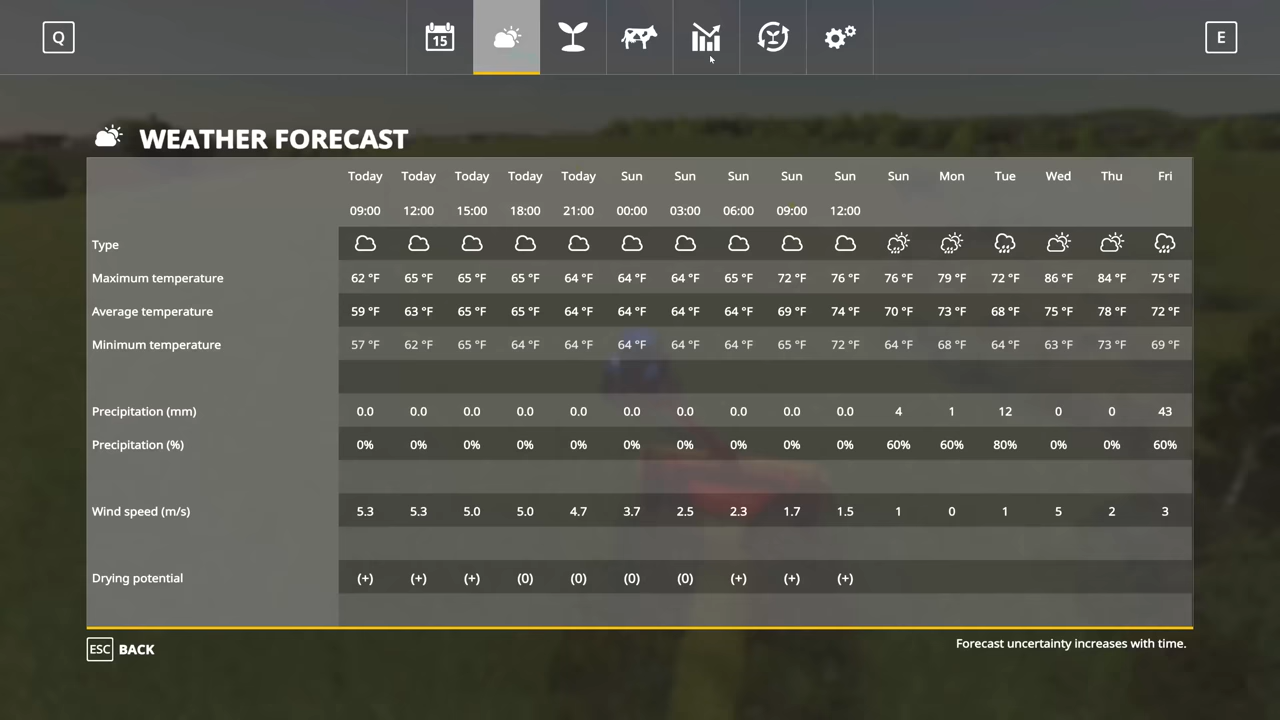 Q
15
E
WEATHER FORECAST
Today Today Today Today Today Sun Sun Sun Sun Sun Sun Mon Tue Wed Thu Fri
09:00 12:00 15:00 18:00 21:00 00:00 03:00 06:00 09:00 12:00
Type
Maximum temperature 62 °F 65 °F 65 °F 65 °F 64 °F 64 °F 64 °F 65 °F 72 °F 76 °F 76 °F 79 °F 72 °F 86 °F 84 °F 75 °F
Average temperature 59 °F 63 °F 65 °F 65 °F 64 °F 64 °F 64 °F 64 °F 69 °F 74 °F 70 °F 73 °F 68 °F 75 °F 78 °F 72 °F
Minimum temperature 57 °F 62 °F 65 °F 64 °F 64 °F 64 °F 64 °F 64 °F 65 °F 72 °F 64 °F 68 °F 64 °F 63 °F 73 °F 69 °F
Precipitation (mm) 0.0 0.0 0.0 0.0 0.0 0.0 0.0 0.0 0.0 0.0 4 1 12 0 0 43
Precipitation (%) 0% 0% 0% 0% 0% 0% 0% 0% 0% 0% 60% 60% 80% 0% 0% 60%
Wind speed (m/s) 5.3 5.3 5.0 5.0 4.7 3.7 2.5 2.3 1.7 1.5 1 0 1 5 2 3
Drying potential (+) (+) (+) (0) (0) (0) (0) (+) (+) (+)
ESC BACK
Forecast uncertainty increases with time.